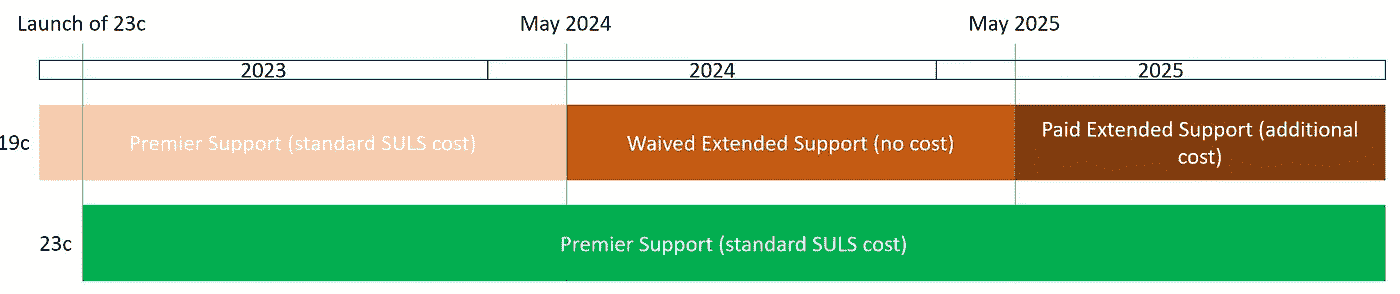 Launch of 23c May 2024 May 2025
2023 2024 2025
19c Premier Support (standard SULS cost) Waived Extended Support (no cost) Paid Extended Support (additional
cost)
23c Premier Support (standard SULS cost)